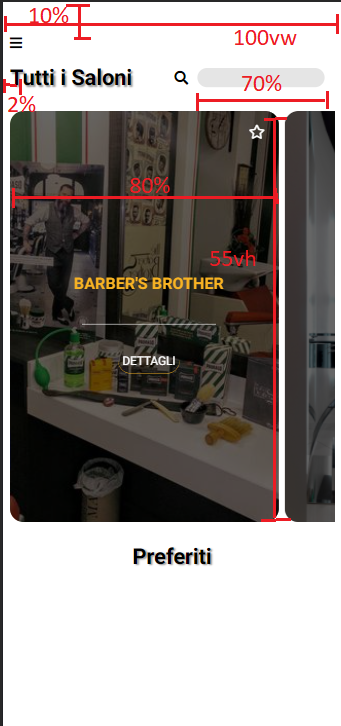 10%
100vw
Tutti i Saloni
70%
2%
80%
55vh
BARBER'S BROTHER
DETTAGLI
Preferiti